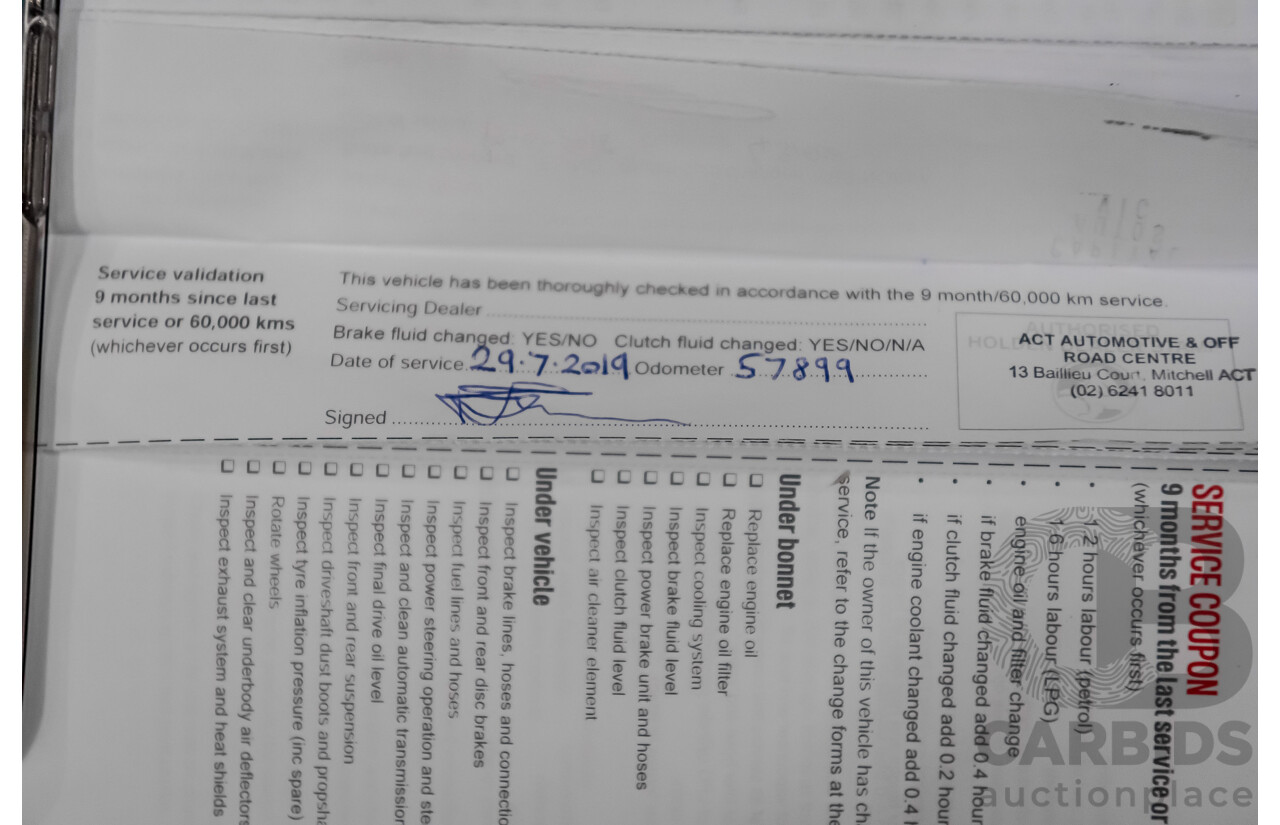 Service validation
9 months since last
service or 60,000 kms
(whichever occurs first)
This vehicle has been thoroughly checked in accordance with the 9 month/60,000 km service.
Servicing Dealer
Brake fluid changed: YES/NO Clutch fluid changed: YES/NO/N/A
Date of service 29.7.2019 Odometer 57899
Signed
AUTHORISED
HOLDEN
ACT AUTOMOTIVE & OFF
ROAD CENTRE
13 Baillieu Court, Mitchell ACT
(02) 6241 8011
SERVICE COUPON
9 months from the last service or
(whichever occurs first)
• 1.2 hours labour (petrol)
• 1.6 hours labour (LPG)
• engine oil and filter change
• if brake fluid changed add 0.4 hour
• if clutch fluid changed add 0.2 hour
• if engine coolant changed add 0.4
Note If the owner of this vehicle has
service, refer to the change forms at the
Under bonnet
Replace engine oil
Replace engine oil filter
Inspect cooling system
Inspect brake fluid level
Inspect power brake unit and hoses
Inspect clutch fluid level
Inspect air cleaner element
Under vehicle
Inspect brake lines, hoses and
Inspect front and rear disc brakes
Inspect fuel lines and hoses
Inspect power steering operation and
Inspect and clean automatic transmission
Inspect final drive oil level
Inspect front and rear suspension
Inspect driveshaft dust boots and
Inspect tyre inflation pressure (inc spare)
Rotate wheels
Inspect and clear underbody air deflectors
Inspect exhaust system and heat shields
CARBIDS
auctionplace